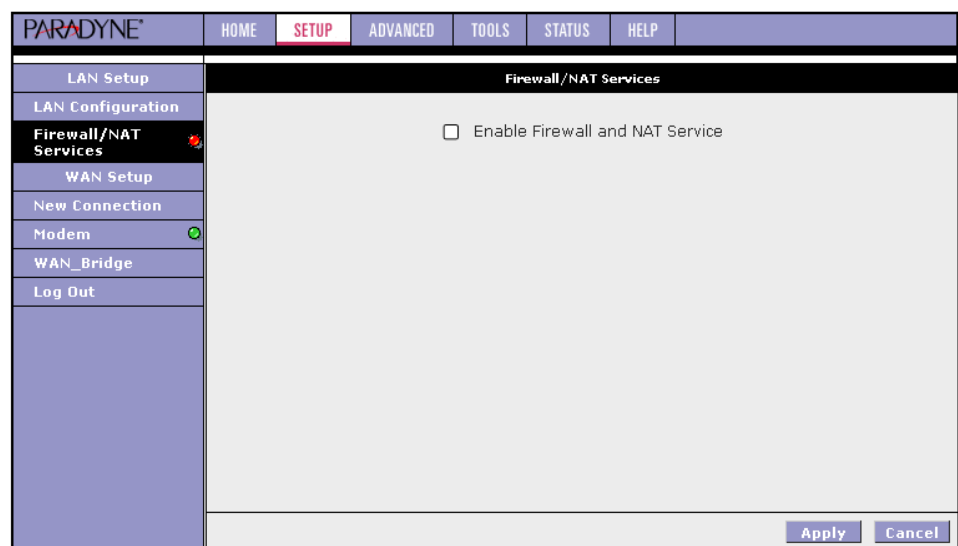 PARADYNE®
HOME SETUP ADVANCED TOOLS STATUS HELP
LAN Setup
LAN Configuration
Firewall/NAT
Services
WAN Setup
New Connection
Modem
WAN_Bridge
Log Out
Firewall/NAT Services
Enable Firewall and NAT Service
Apply Cancel